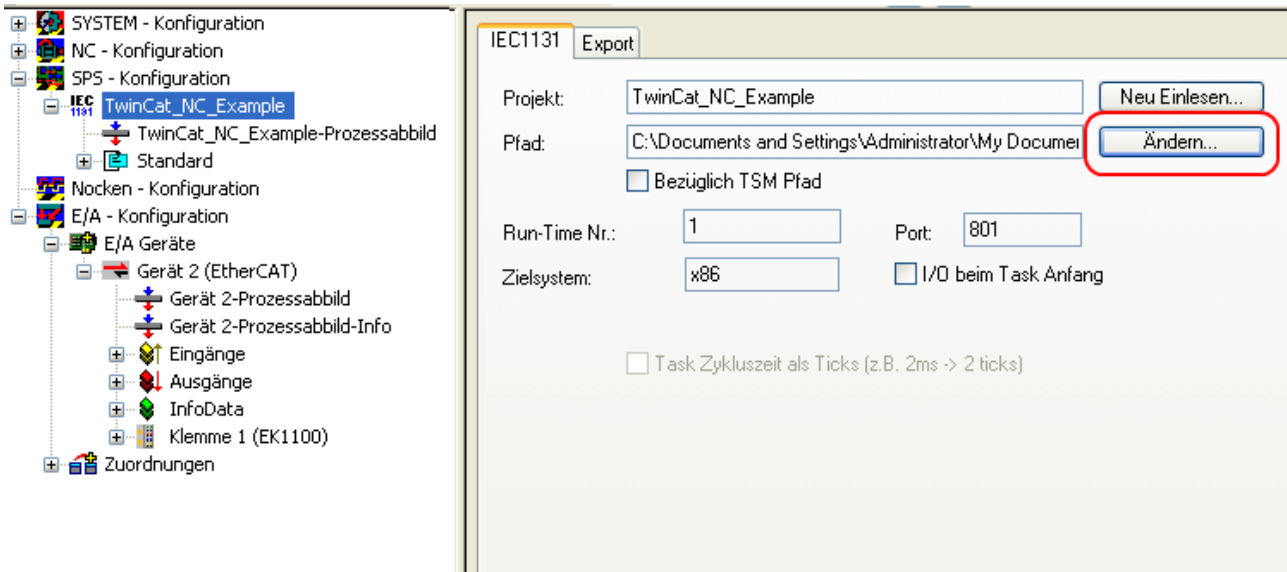 SYSTEM - Konfiguration
NC - Konfiguration
SPS - Konfiguration
IEC 1131 TwinCat_NC_Example
TwinCat_NC_Example-Prozessabbild
Standard
Nocken - Konfiguration
E/A - Konfiguration
E/A Geräte
Gerät 2 (EtherCAT)
Gerät 2-Prozessabbild
Gerät 2-Prozessabbild-Info
Eingänge
Ausgänge
InfoData
Klemme 1 (EK1100)
Zuordnungen
IEC1131 Export
Projekt: TwinCat_NC_Example Neu Einlesen...
Pfad: C:\Documents and Settings\Administrator\My Documen Ändern...
Bezüglich TSM Pfad
Run-Time Nr.: 1 Port: 801
Zielsystem: x86 I/O beim Task Anfang
Task Zykluszeit als Ticks (z.B. 2ms -> 2 ticks)